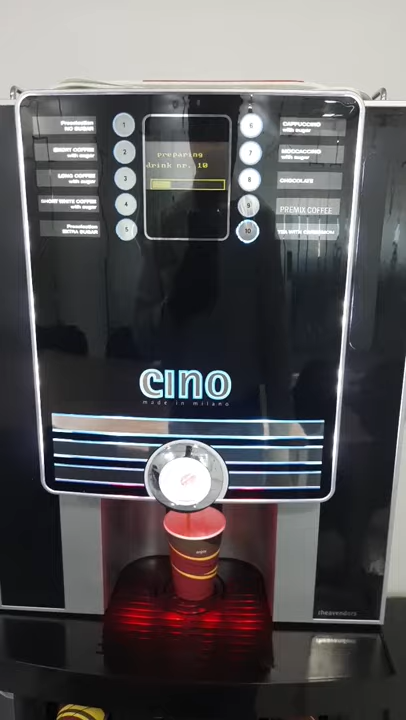 Preselection
NO SUGAR
1
SHORT COFFEE
with sugar
2
LONG COFFEE
with sugar
3
SHORT WHITE COFFEE
with sugar
4
Preselection
EXTRA SUGAR
5
preparing
drink nr. 10
6
CAPPUCCINO
with sugar
7
MOCCACCINO
with sugar
8
CHOCOLATE
9
PREMIX COFFEE
10
TEA WITH
cino
made in milano
theavendors